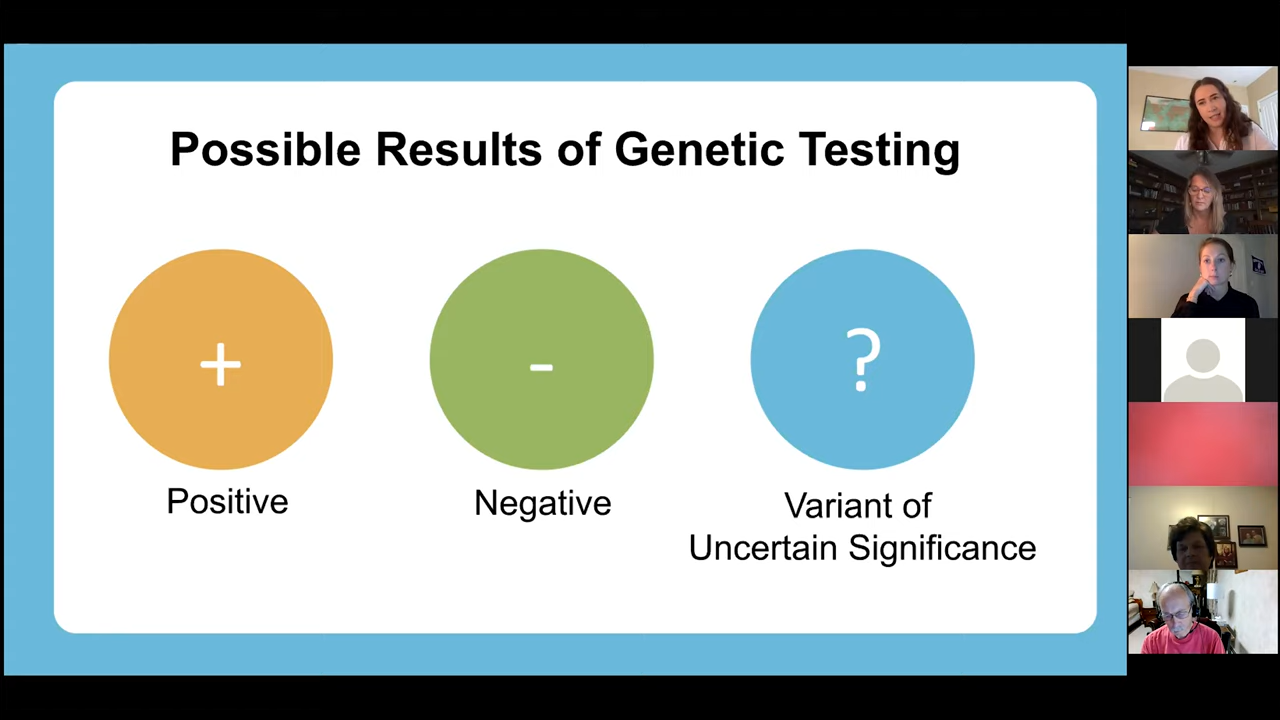 Possible Results of Genetic Testing
+
-
?
Positive
Negative
Variant of
Uncertain Significance